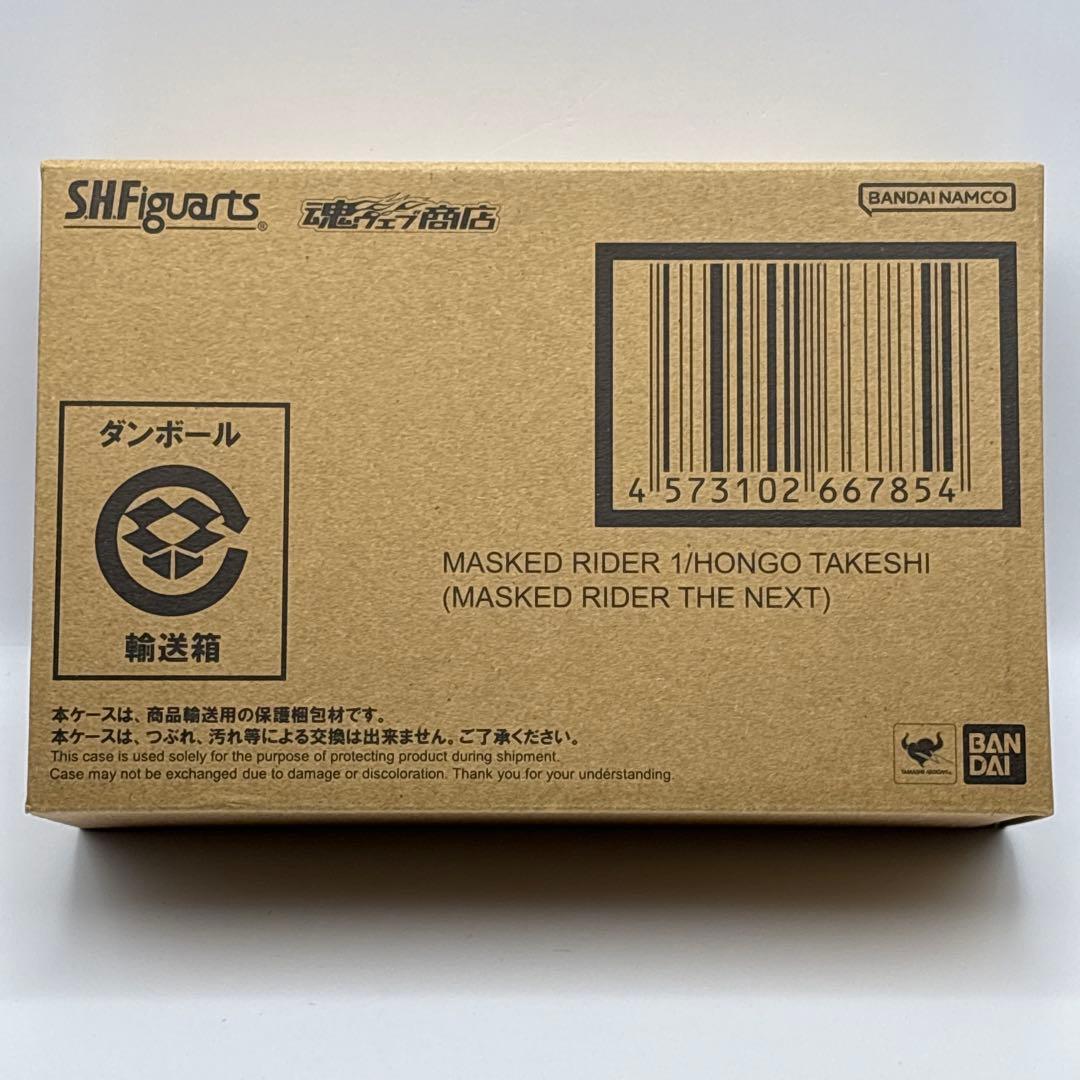 S.H.Figuarts®
魂ウェブ商店
BANDAI NAMCO
4 573102 667854
ダンボール
輸送箱
MASKED RIDER 1/HONGO TAKESHI
(MASKED RIDER THE NEXT)
本ケースは、商品輸送用の保護梱包材です。
本ケースは、つぶれ、汚れ等による交換は出来ません。ご了承ください。
This case is used solely for the purpose of protecting product during shipment.
Case may not be exchanged due to damage or discoloration. Thank you for your understanding.
TAMASHII NATIONS
BAN
DAI